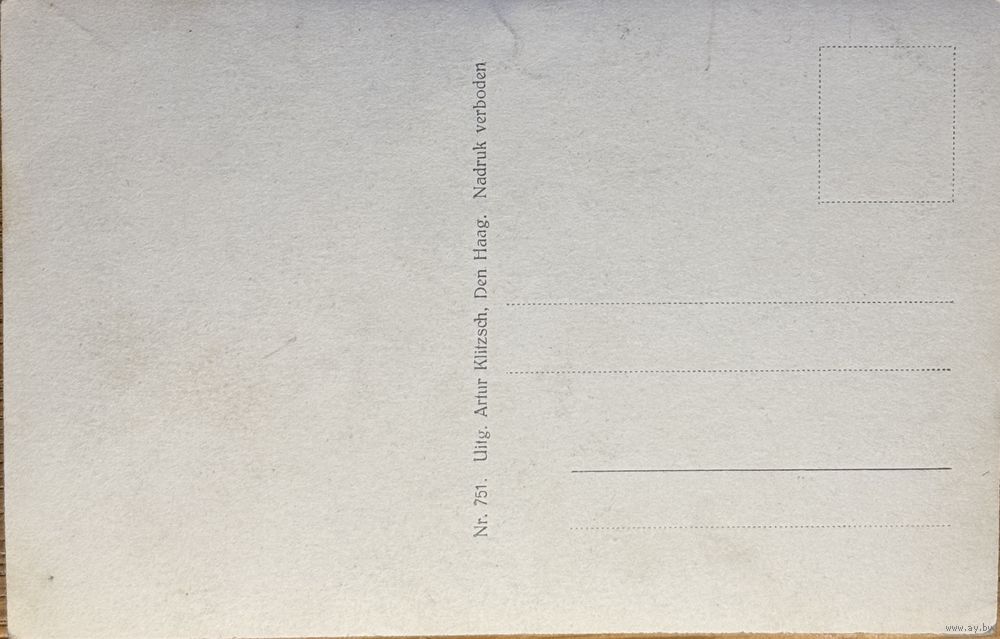 Nr. 751. Uitg. Artur Klitzsch, Den Haag. Nadruk verboden
www.ay.by